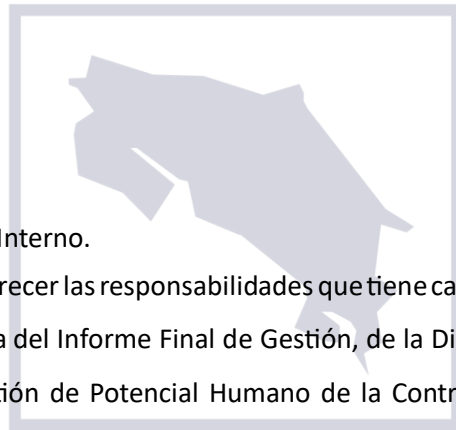 Interno.
recer las responsabilidades que tiene ca
a del Informe Final de Gestión, de la Di
tión de Potencial Humano de la Contr